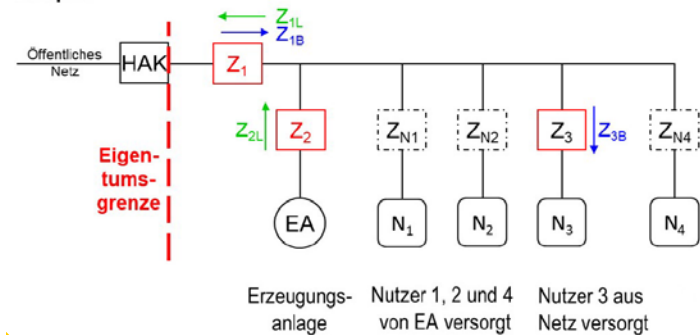 Z1L
Z1B
Öffentliches
Netz
HAK
Z1
Z2L
Z2
ZN1
ZN2
Z3
Z3B
ZN4
Eigen-
tums-
grenze
EA
N1
N2
N3
N4
Erzeugungs-
anlage
Nutzer 1, 2 und 4
von EA versorgt
Nutzer 3 aus
Netz versorgt